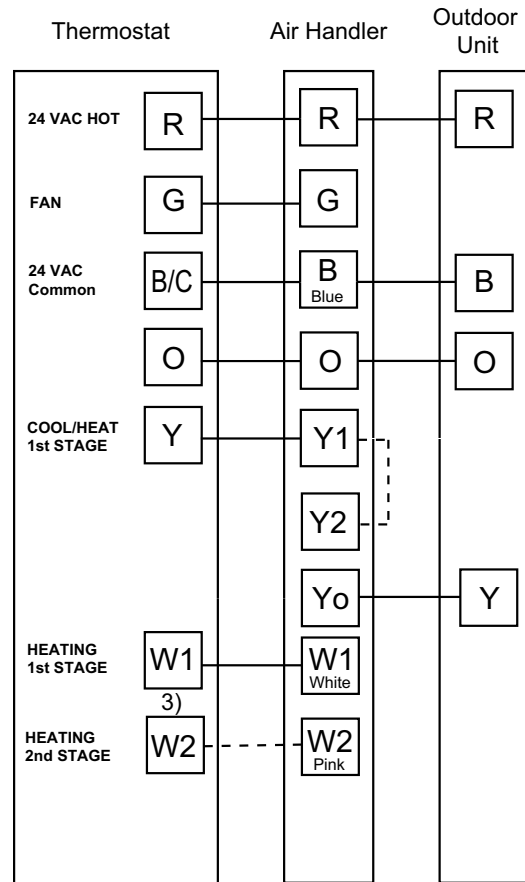 Thermostat Air Handler Outdoor
Unit
24 VAC HOT R R R
FAN G G
24 VAC
Common B/C B B
Blue
O O O
COOL/HEAT
1st STAGE Y Y1
Y2
Yo Y
HEATING
1st STAGE W1 W1
White
3)
HEATING
2nd STAGE W2 W2
Pink